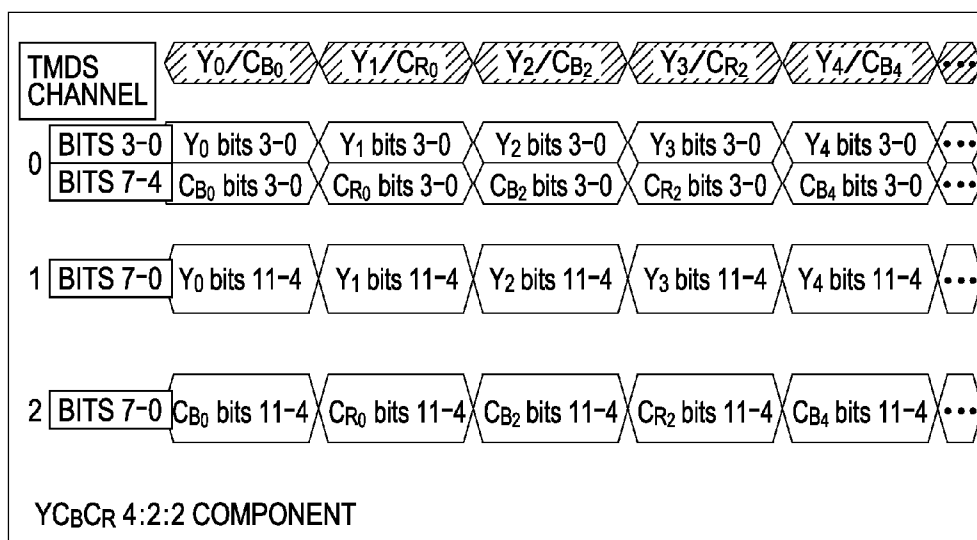 TMDS CHANNEL Y0/CB0 Y1/CR0 Y2/CB2 Y3/CR2 Y4/CB4 •••
0 BITS 3-0 Y0 bits 3-0 Y1 bits 3-0 Y2 bits 3-0 Y3 bits 3-0 Y4 bits 3-0 •••
BITS 7-4 CB0 bits 3-0 CR0 bits 3-0 CB2 bits 3-0 CR2 bits 3-0 CB4 bits 3-0 •••
1 BITS 7-0 Y0 bits 11-4 Y1 bits 11-4 Y2 bits 11-4 Y3 bits 11-4 Y4 bits 11-4 •••
2 BITS 7-0 CB0 bits 11-4 CR0 bits 11-4 CB2 bits 11-4 CR2 bits 11-4 CB4 bits 11-4 •••
YCBCR 4:2:2 COMPONENT